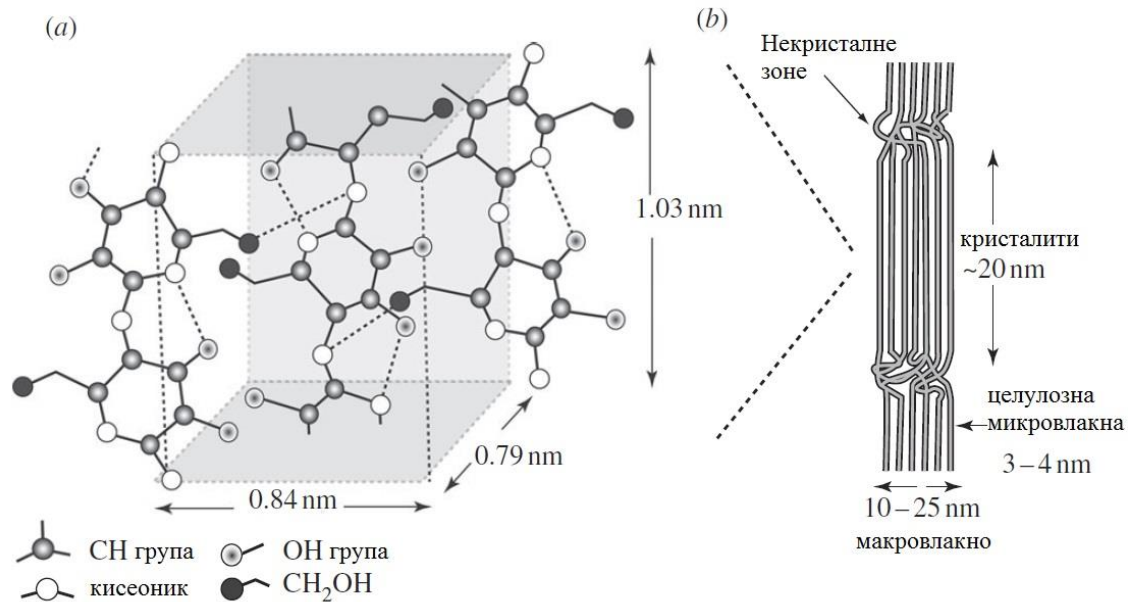 (a)
1.03 nm
0.79 nm
0.84 nm
CH група
OH група
кисеоник
CH₂OH
(b)
Некристалне
зоне
кристалити
~20 nm
целулозна
микровлакна
3 – 4 nm
10 – 25 nm
макровлакно